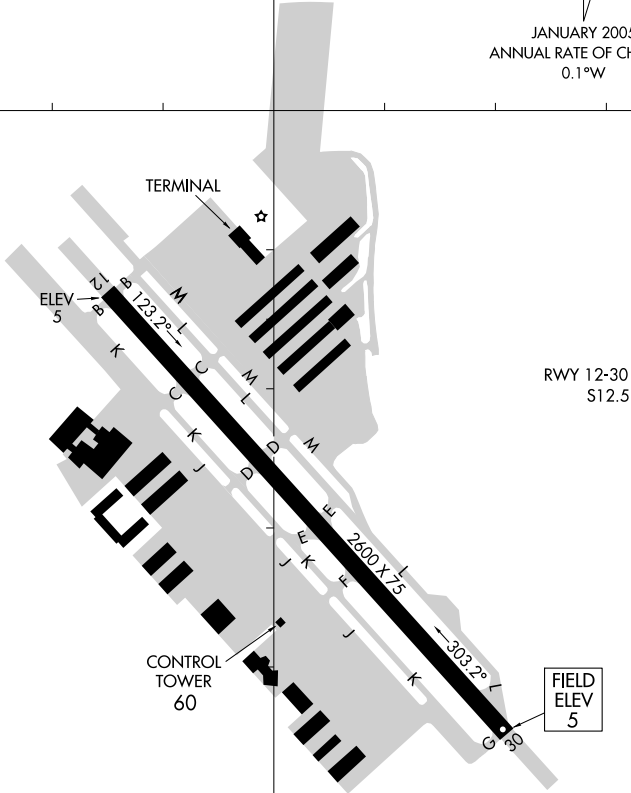 JANUARY 2005
ANNUAL RATE OF CH
0.1°W
TERMINAL
ELEV
5
12
B
B
123.2°
M
L
K
C
C
M
L
RWY 12-30
S12.5
K
J
D
D
M
E
E
2600 X 75
L
J
K
F
F
J
303.2°
K
L
CONTROL
TOWER
60
FIELD
ELEV
5
G
30